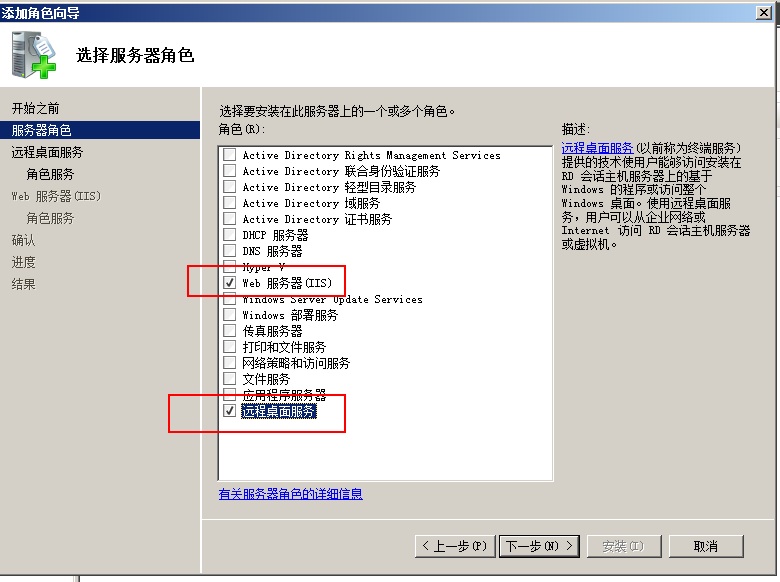 添加角色向导
选择服务器角色
开始之前
服务器角色
远程桌面服务
角色服务
Web 服务器(IIS)
角色服务
确认
进度
结果
选择要安装在此服务器上的一个或多个角色。
角色(R):
Active Directory Rights Management Services
Active Directory 联合身份验证服务
Active Directory 轻型目录服务
Active Directory 域服务
Active Directory 证书服务
DHCP 服务器
DNS 服务器
Hyper-V
Web 服务器(IIS)
Windows Server Update Services
Windows 部署服务
传真服务器
打印和文件服务
网络策略和访问服务
文件服务
应用程序服务器
远程桌面服务
有关服务器角色的详细信息
描述:
远程桌面服务(以前称为终端服务)
提供的技术使用户能够访问安装在
RD 会话主机服务器上的基于
Windows 的程序或访问整个
Windows 桌面。使用远程桌面服
务，用户可以从企业网络或
Internet 访问 RD 会话主机服务器
或虚拟机。
< 上一步(P)
下一步(N) >
安装(I)
取消